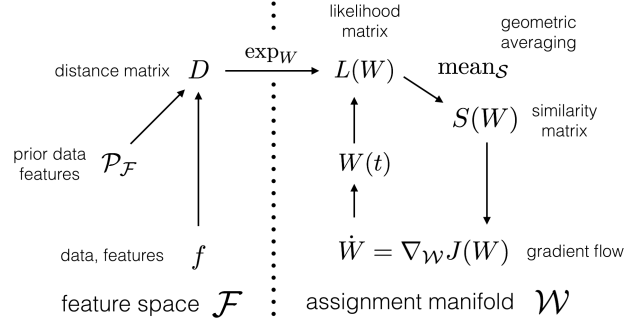 likelihood
matrix
geometric
averaging
distance matrix D
exp_W
L(W)
mean_S
S(W) similarity
matrix
prior data
features
𝒫_ℱ
W(t)
data, features f
Ẇ = ∇_𝒲 J(W) gradient flow
feature space ℱ
assignment manifold 𝒲